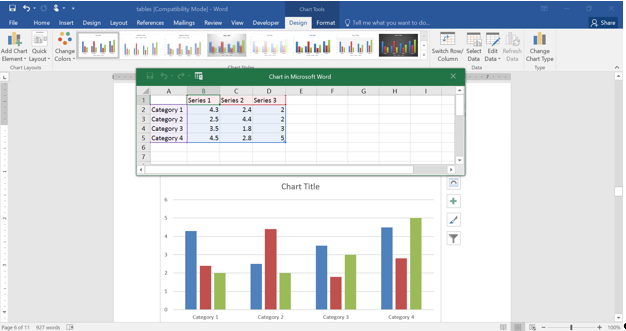 tables [Compatibility Mode] - Word
Chart Tools
File Home Insert Design Layout References Mailings Review View Developer Design Format Tell me what you want to do... Share
Add Chart Element Quick Layout Change Colors Switch Row/ Column Select Data Edit Data Refresh Data Change Chart Type
Chart Layouts Chart Styles Data Type
Chart in Microsoft Word
A B C D E F G H I
1 Series 1 Series 2 Series 3
2 Category 1 4.3 2.4 2
3 Category 2 2.5 4.4 2
4 Category 3 3.5 1.8 3
5 Category 4 4.5 2.8 5
6
7
Chart Title
6
5
4
3
2
1
0
Category 1 Category 2 Category 3 Category 4
Page 6 of 11 927 words 100%